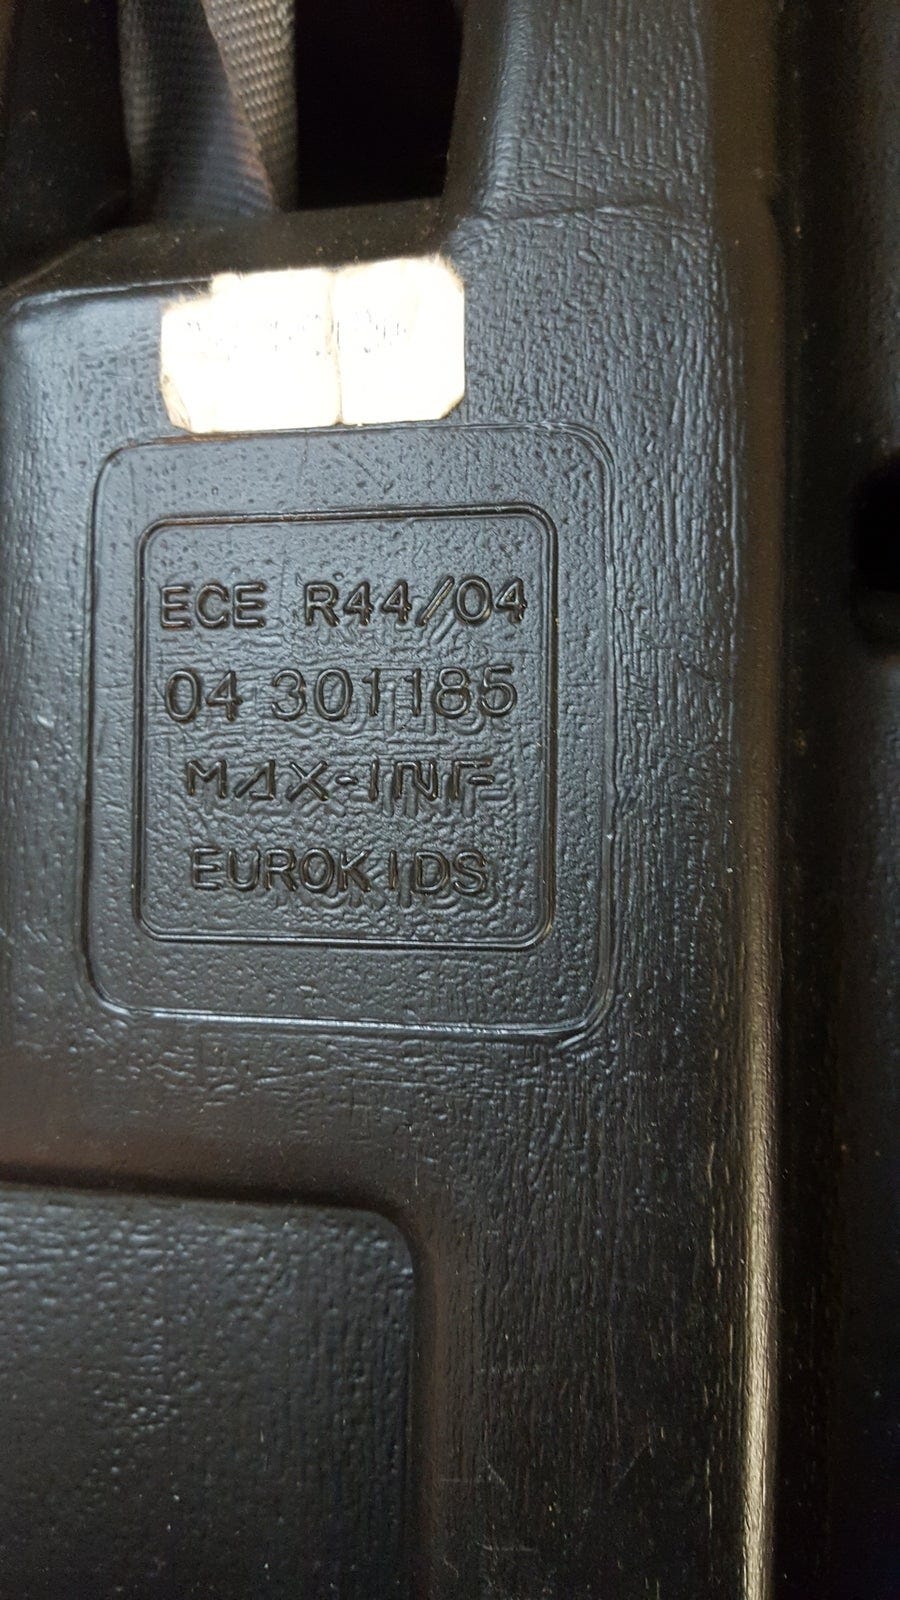 ECE R44/04
04 301185
MAX-INF
EUROKIDS